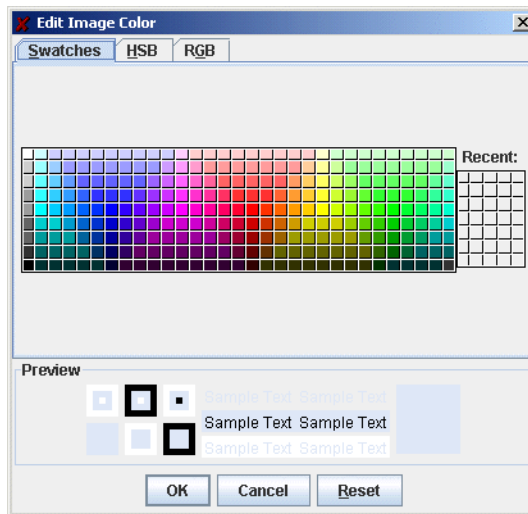 Edit Image Color
Swatches HSB RGB
Recent:
Preview
Sample Text Sample Text
Sample Text Sample Text
Sample Text Sample Text
OK Cancel Reset